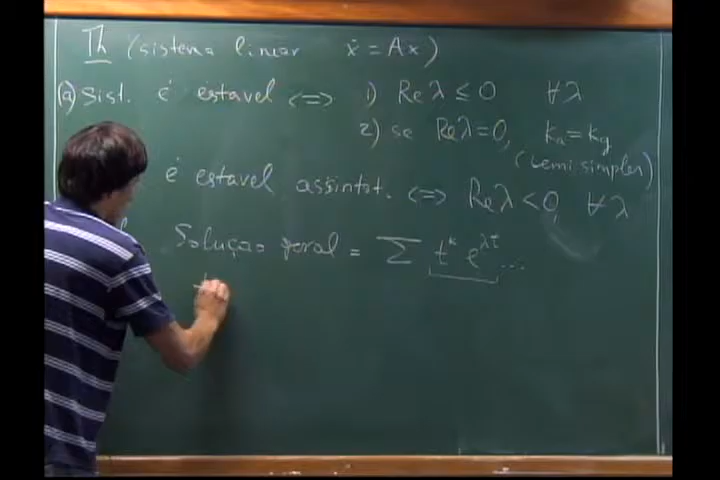 Th (sistema linear ẋ = Ax)
(a) Sist. é estavel <=> 1) Re λ ≤ 0 ∀λ
2) se Re λ = 0, ka = kg
(semi simples)
é estavel assintot. <=> Re λ < 0, ∀λ
Solução geral = Σ t^k e^{λt} ...